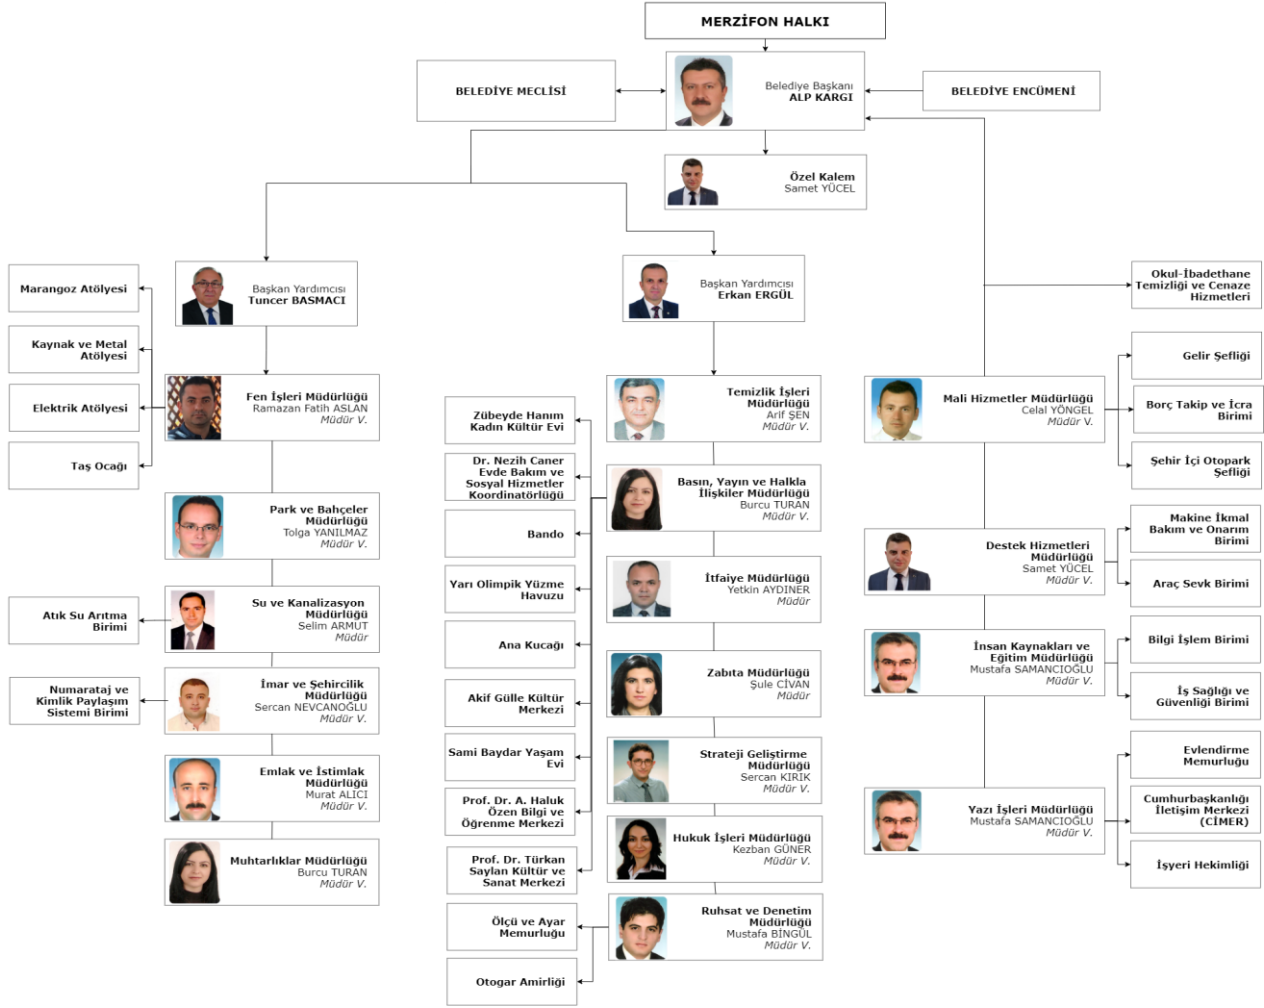 MERZİFON HALKI
BELEDİYE MECLİSİ
Belediye Başkanı
ALP KARGI
BELEDİYE ENCÜMENİ
Özel Kalem
Samet YÜCEL
Başkan Yardımcısı
Tuncer BASMACI
Marangoz Atölyesi
Kaynak ve Metal
Atölyesi
Elektrik Atölyesi
Taş Ocağı
Fen İşleri Müdürlüğü
Ramazan Fatih ASLAN
Müdür V.
Park ve Bahçeler
Müdürlüğü
Tolga YANILMAZ
Müdür V.
Atık Su Arıtma
Birimi
Su ve Kanalizasyon
Müdürlüğü
Selim ARMUT
Müdür
Numarataj ve
Kimlik Paylaşım
Sistemi Birimi
İmar ve Şehircilik
Müdürlüğü
Sercan NEVCANOĞLU
Müdür V.
Emlak ve İstimlak
Müdürlüğü
Murat ALICI
Müdür V.
Muhtarlıklar Müdürlüğü
Burcu TURAN
Müdür V.
Başkan Yardımcısı
Erkan ERGÜL
Temizlik İşleri
Müdürlüğü
Arif ŞEN
Müdür V.
Zübeyde Hanım
Kadın Kültür Evi
Dr. Nezih Caner
Evde Bakım ve
Sosyal Hizmetler
Koordinatörlüğü
Bando
Yarı Olimpik Yüzme
Havuzu
Ana Kucağı
Akif Gülle Kültür
Merkezi
Sami Baydar Yaşam
Evi
Prof. Dr. A. Haluk
Özen Bilgi ve
Öğrenme Merkezi
Prof. Dr. Türkan
Saylan Kültür ve
Sanat Merkezi
Basın, Yayın ve Halkla
İlişkiler Müdürlüğü
Burcu TURAN
Müdür V.
İtfaiye Müdürlüğü
Yetkin AYDINER
Müdür
Zabıta Müdürlüğü
Şule CİVAN
Müdür
Strateji Geliştirme
Müdürlüğü
Sercan KIRIK
Müdür V.
Hukuk İşleri Müdürlüğü
Kezban GÜNER
Müdür V.
Ölçü ve Ayar
Memurluğu
Otogar Amirliği
Ruhsat ve Denetim
Müdürlüğü
Mustafa BİNGÜL
Müdür V.
Okul-İbadethane
Temizliği ve Cenaze
Hizmetleri
Mali Hizmetler Müdürlüğü
Celal YÖNGEL
Müdür V.
Gelir Şefliği
Borç Takip ve İcra
Birimi
Şehir İçi Otopark
Şefliği
Destek Hizmetleri
Müdürlüğü
Samet YÜCEL
Müdür V.
Makine İkmal
Bakım ve Onarım
Birimi
Araç Sevk Birimi
İnsan Kaynakları ve
Eğitim Müdürlüğü
Mustafa SAMANCIOĞLU
Müdür V.
Bilgi İşlem Birimi
İş Sağlığı ve
Güvenliği Birimi
Yazı İşleri Müdürlüğü
Mustafa SAMANCIOĞLU
Müdür V.
Evlendirme
Memurluğu
Cumhurbaşkanlığı
İletişim Merkezi
(CİMER)
İşyeri Hekimliği